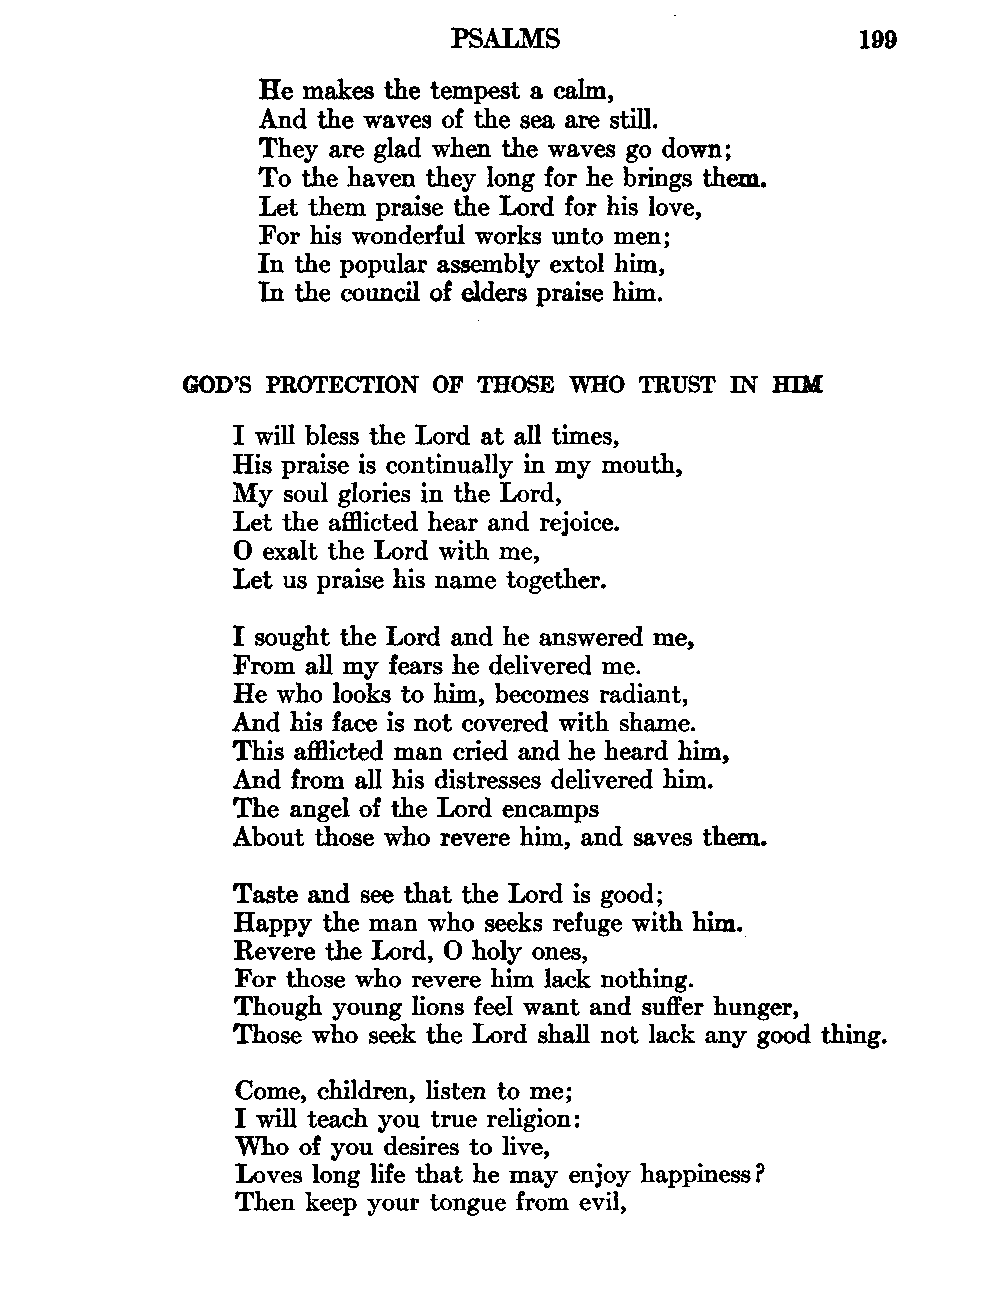 PSALMS 199
He makes the tempest a calm,
And the waves of the sea are still.
They are glad when the waves go down;
To the haven they long for he brings them.
Let them praise the Lord for his love,
For his wonderful works unto men;
In the popular assembly extol him,
In the council of elders praise him.
GOD'S PROTECTION OF THOSE WHO TRUST IN HIM
I will bless the Lord at all times,
His praise is continually in my mouth,
My soul glories in the Lord,
Let the afflicted hear and rejoice.
O exalt the Lord with me,
Let us praise his name together.
I sought the Lord and he answered me,
From all my fears he delivered me.
He who looks to him, becomes radiant,
And his face is not covered with shame.
This afflicted man cried and he heard him,
And from all his distresses delivered him.
The angel of the Lord encamps
About those who revere him, and saves them.
Taste and see that the Lord is good;
Happy the man who seeks refuge with him.
Revere the Lord, O holy ones,
For those who revere him lack nothing.
Though young lions feel want and suffer hunger,
Those who seek the Lord shall not lack any good thing.
Come, children, listen to me;
I will teach you true religion:
Who of you desires to live,
Loves long life that he may enjoy happiness?
Then keep your tongue from evil,